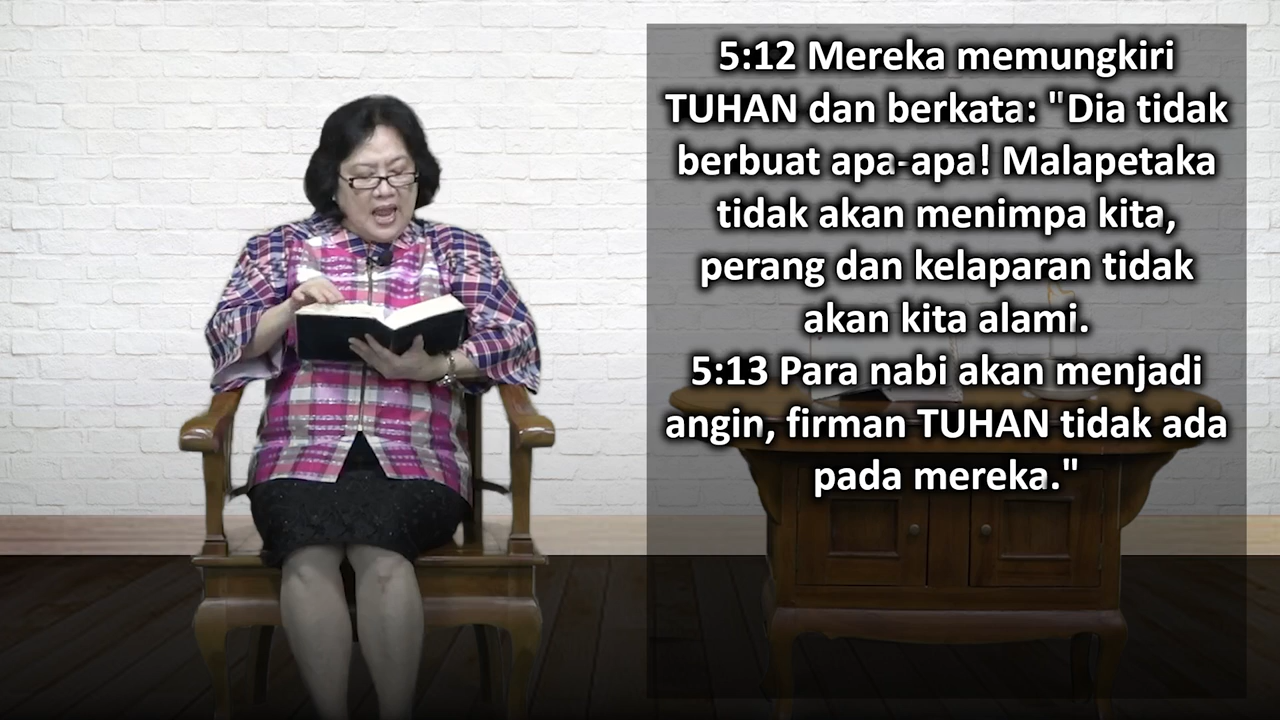 5:12 Mereka memungkiri
TUHAN dan berkata: "Dia tidak
berbuat apa-apa! Malapetaka
tidak akan menimpa kita,
perang dan kelaparan tidak
akan kita alami.
5:13 Para nabi akan menjadi
angin, firman TUHAN tidak ada
pada mereka."